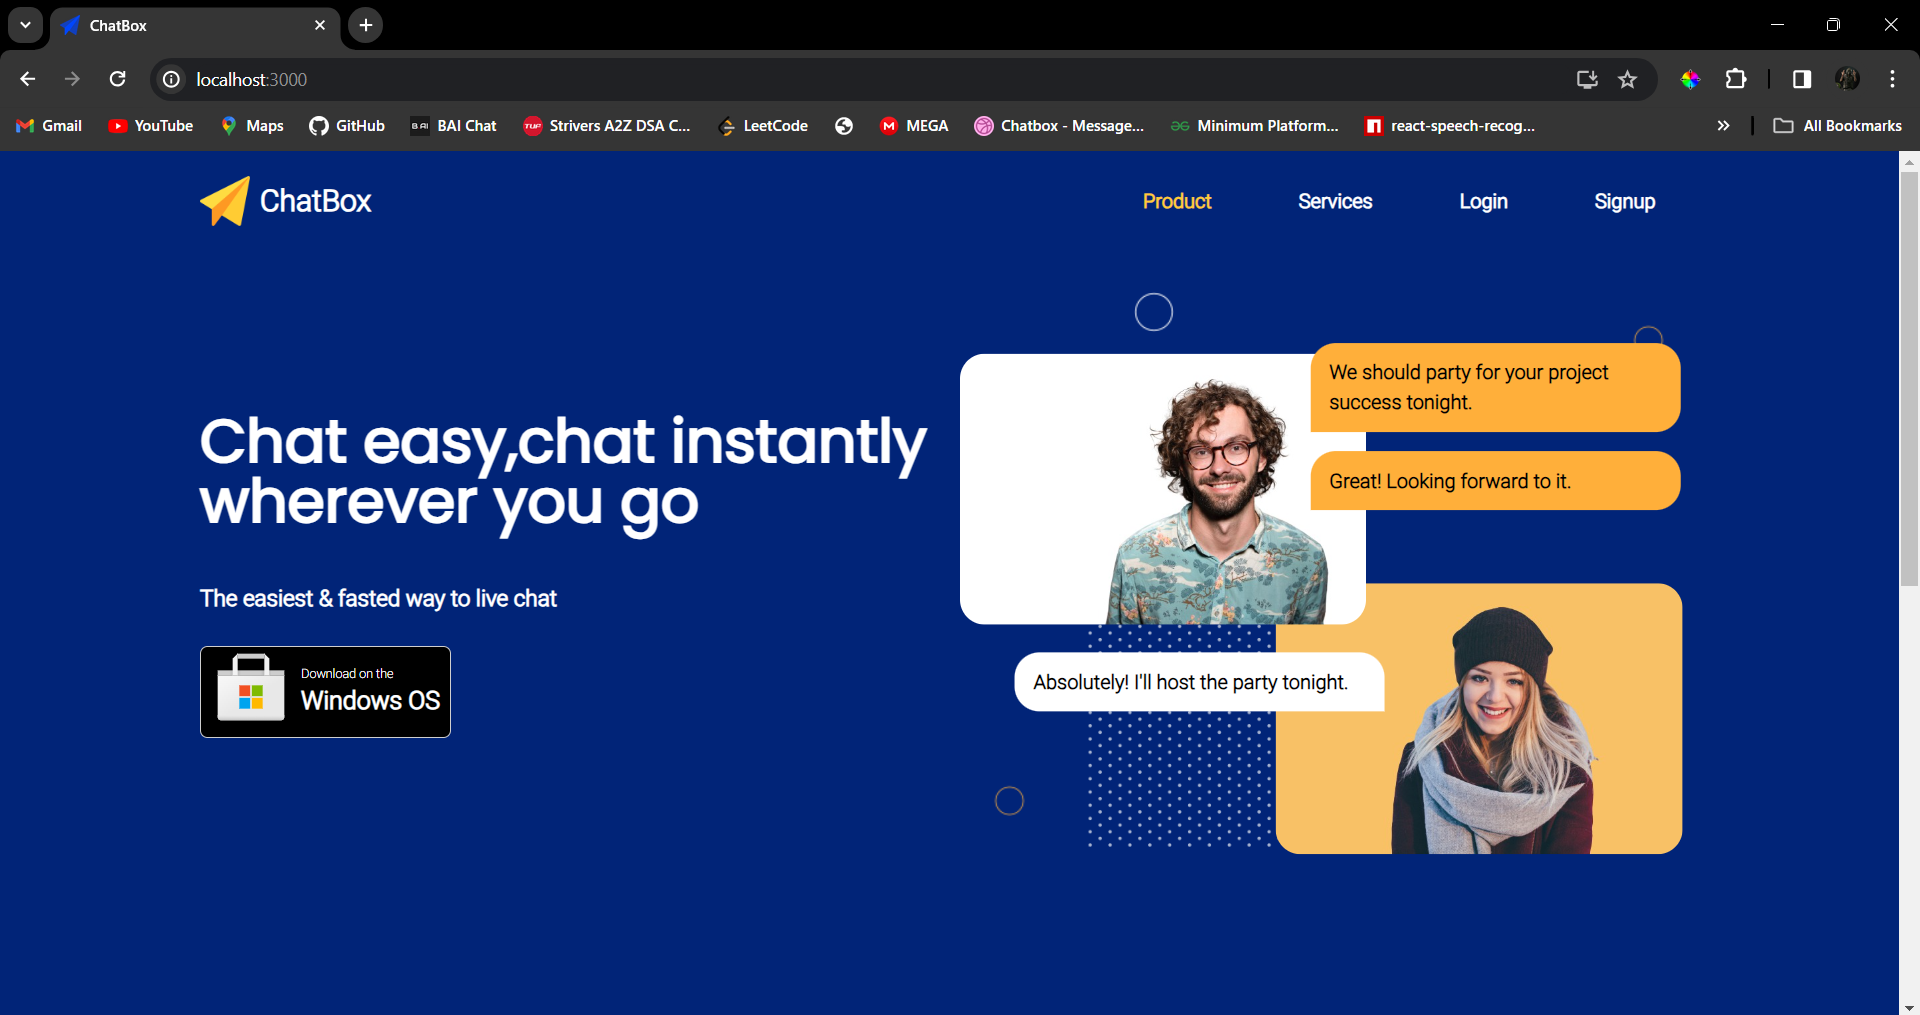 ChatBox
localhost:3000
Gmail
YouTube
Maps
GitHub
BAI
BAI Chat
TUF
Strivers A2Z DSA C...
LeetCode
M
MEGA
Chatbox - Message...
Minimum Platform...
n
react-speech-recog...
All Bookmarks
ChatBox
Product
Services
Login
Signup
We should party for your project
success tonight.
Great! Looking forward to it.
Chat easy,chat instantly
wherever you go
The easiest & fasted way to live chat
Download on the
Windows OS
Absolutely! I'll host the party tonight.